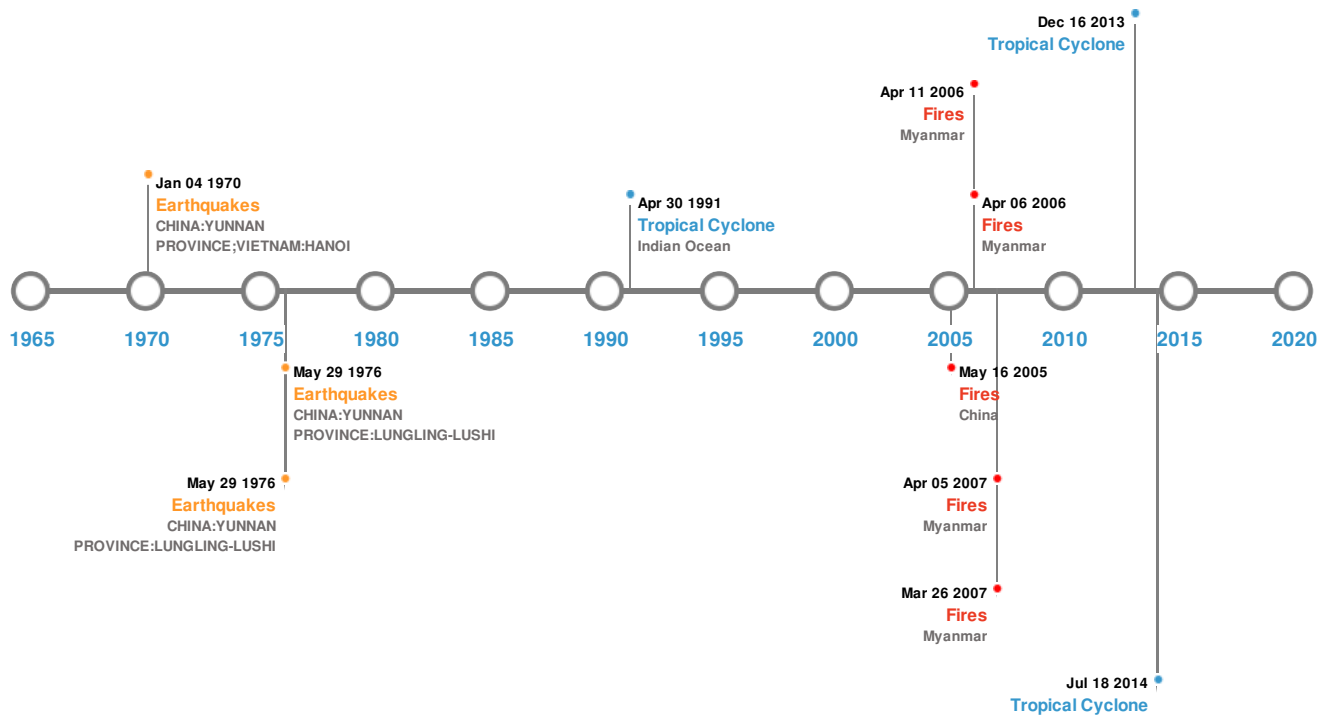 Dec 16 2013
Tropical Cyclone
Apr 11 2006
Fires
Myanmar
Jan 04 1970
Earthquakes
CHINA:YUNNAN
PROVINCE;VIETNAM:HANOI
Apr 30 1991
Tropical Cyclone
Indian Ocean
Apr 06 2006
Fires
Myanmar
1965 1970 1975 1980 1985 1990 1995 2000 2005 2010 2015 2020
May 29 1976
Earthquakes
CHINA:YUNNAN
PROVINCE:LUNGLING-LUSHI
May 16 2005
Fires
China
May 29 1976
Earthquakes
CHINA:YUNNAN
PROVINCE:LUNGLING-LUSHI
Apr 05 2007
Fires
Myanmar
Mar 26 2007
Fires
Myanmar
Jul 18 2014
Tropical Cyclone